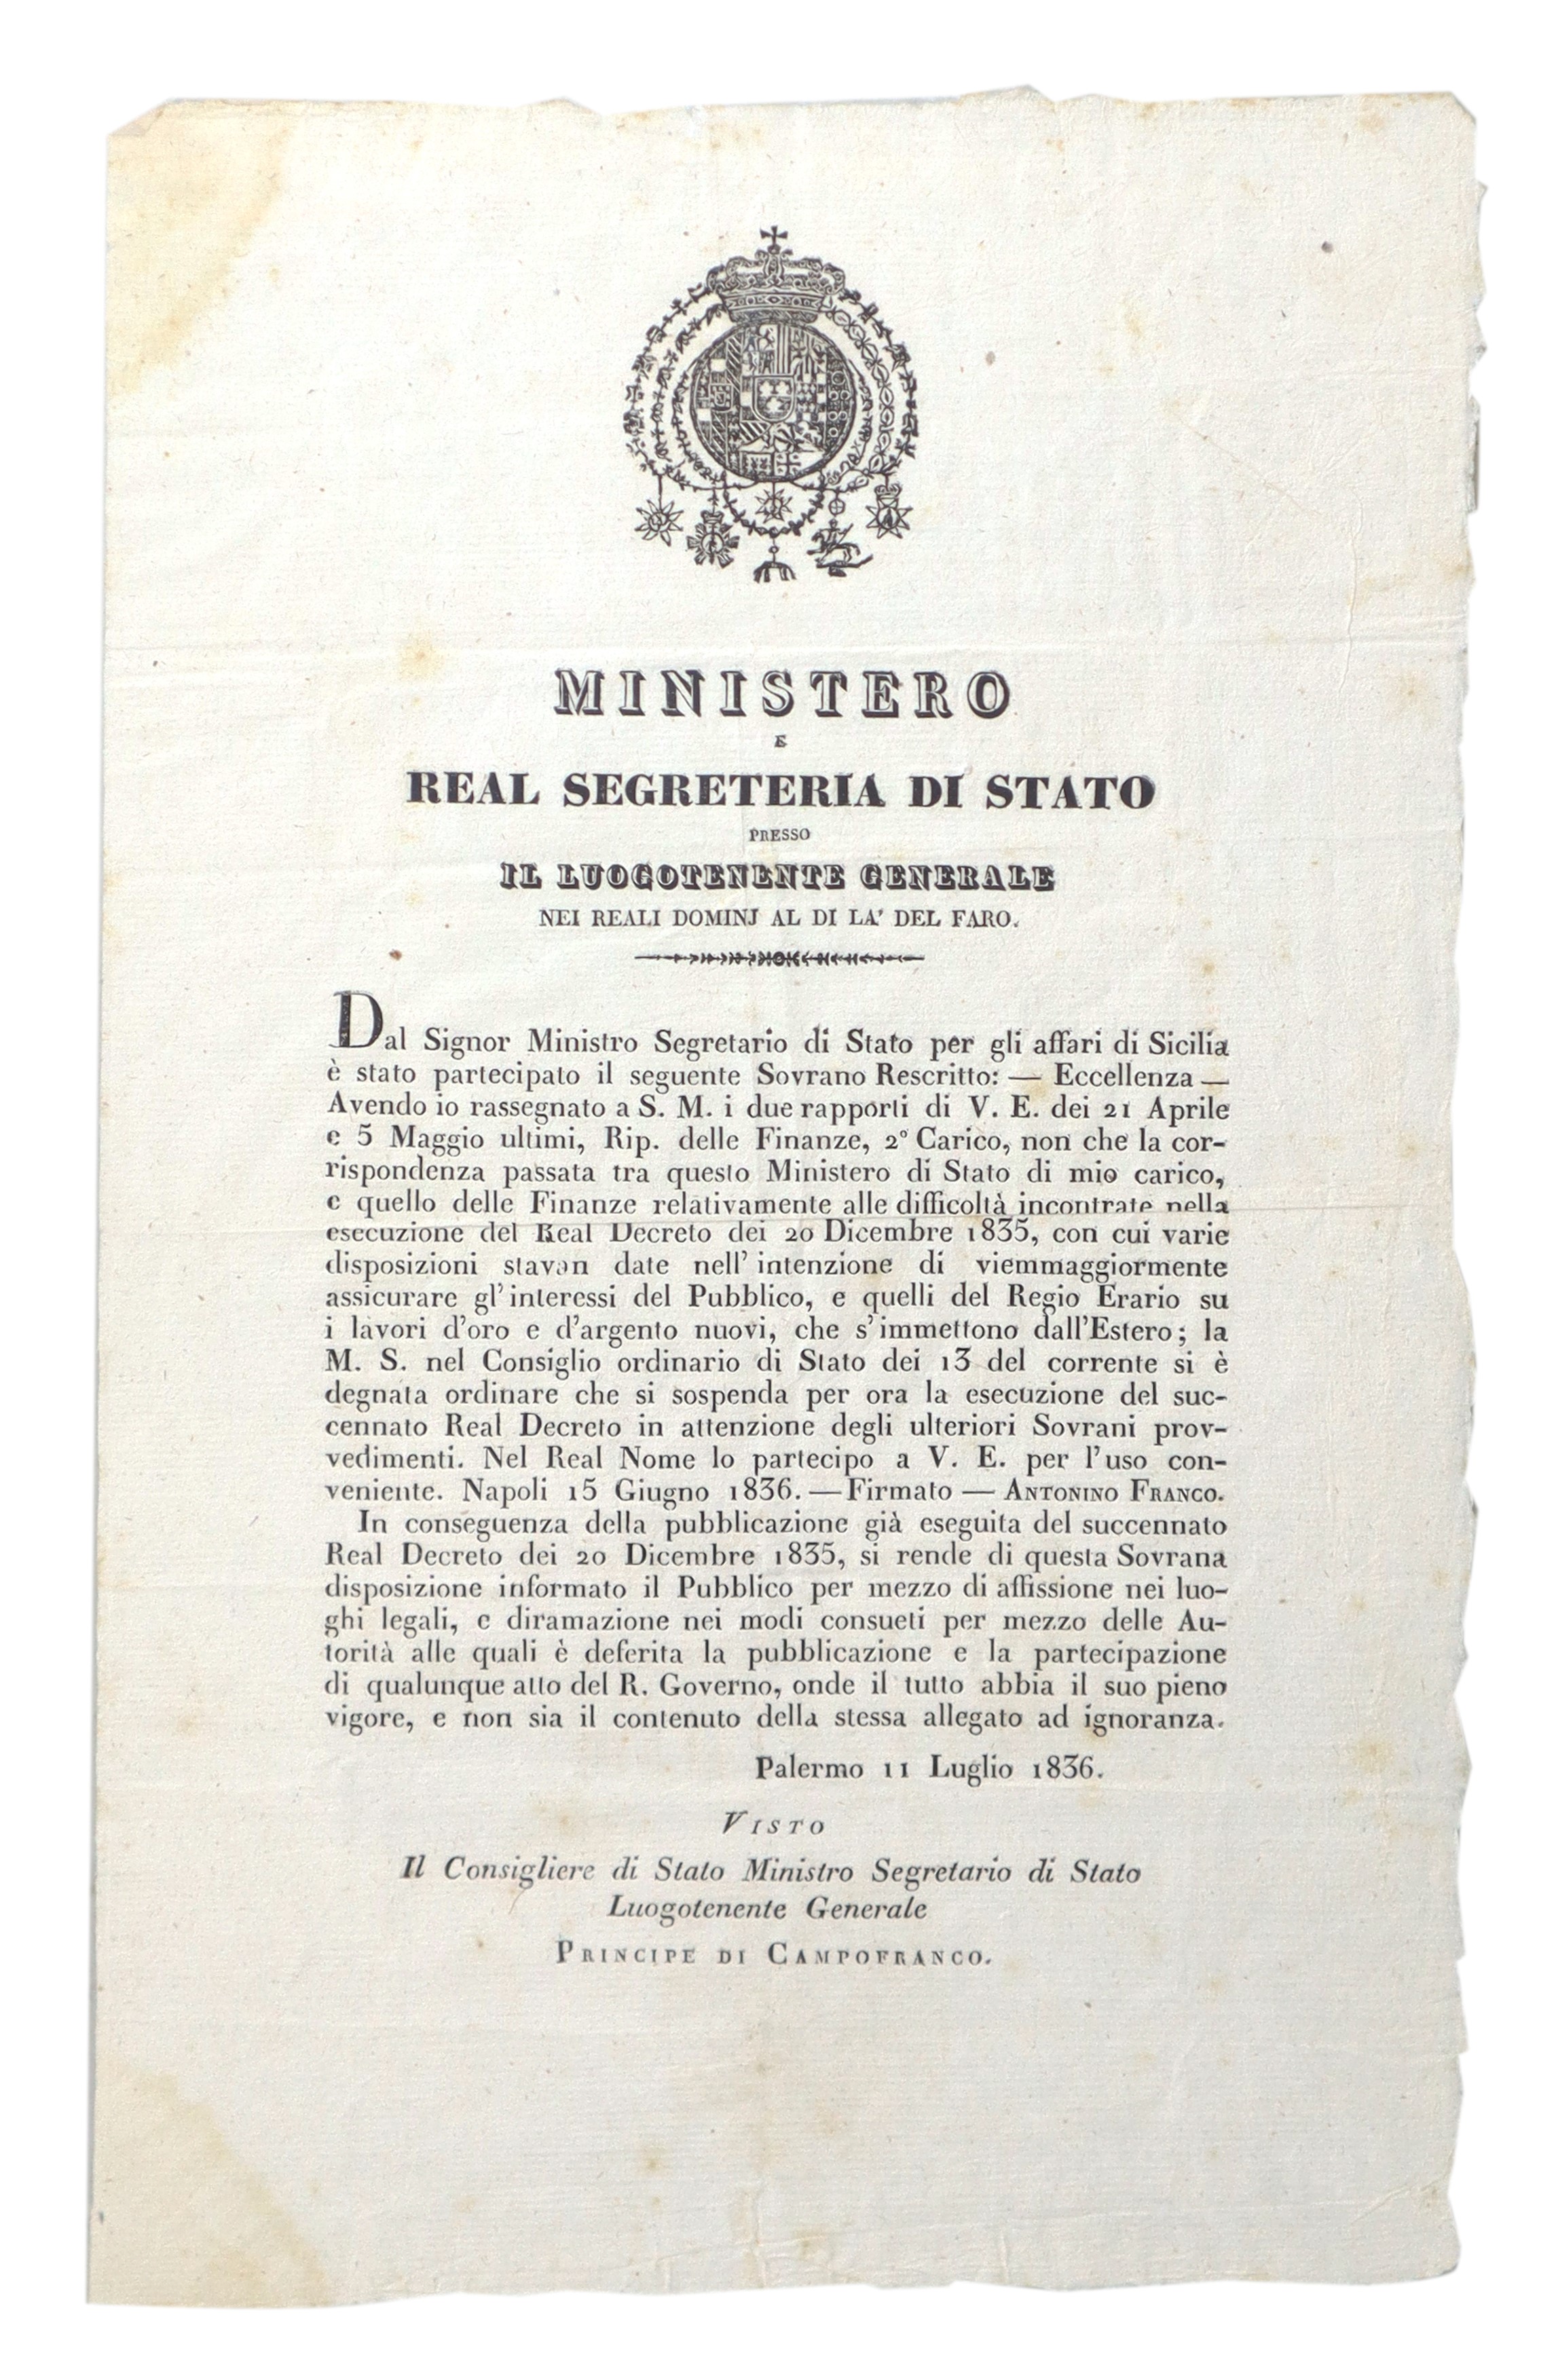 MINISTERO
E
REAL SEGRETERIA DI STATO
PRESSO
IL LUOGOTENENTE GENERALE
NEI REALI DOMINJ AL DI LA' DEL FARO.
Dal Signor Ministro Segretario di Stato per gli affari di Sicilia
è stato partecipato il seguente Sovrano Rescritto: — Eccellenza —
Avendo io rassegnato a S. M. i due rapporti di V. E. dei 21 Aprile
e 5 Maggio ultimi, Rip. delle Finanze, 2° Carico, non che la cor-
rispondenza passata tra questo Ministero di Stato di mio carico,
e quello delle Finanze relativamente alle difficoltà incontrate nella
esecuzione del Real Decreto dei 20 Dicembre 1835, con cui varie
disposizioni stavan date nell' intenzione di viemmaggiormente
assicurare gl' interessi del Pubblico, e quelli del Regio Erario su
i lavori d'oro e d'argento nuovi, che s' immettono dall'Estero; la
M. S. nel Consiglio ordinario di Stato dei 13 del corrente si è
degnata ordinare che si sospenda per ora la esecuzione del suc-
cennato Real Decreto in attenzione degli ulteriori Sovrani prov-
vedimenti. Nel Real Nome lo partecipo a V. E. per l'uso con-
veniente. Napoli 15 Giugno 1836. — Firmato — ANTONINO FRANCO.
In conseguenza della pubblicazione già eseguita del succennato
Real Decreto dei 20 Dicembre 1835, si rende di questa Sovrana
disposizione informato il Pubblico per mezzo di affissione nei luo-
ghi legali, e diramazione nei modi consueti per mezzo delle Au-
torità alle quali è deferita la pubblicazione e la partecipazione
di qualunque atto del R. Governo, onde il tutto abbia il suo pieno
vigore, e non sia il contenuto della stessa allegato ad ignoranza.
Palermo 11 Luglio 1836.
VISTO
Il Consigliere di Stato Ministro Segretario di Stato
Luogotenente Generale
PRINCIPE DI CAMPOFRANCO.